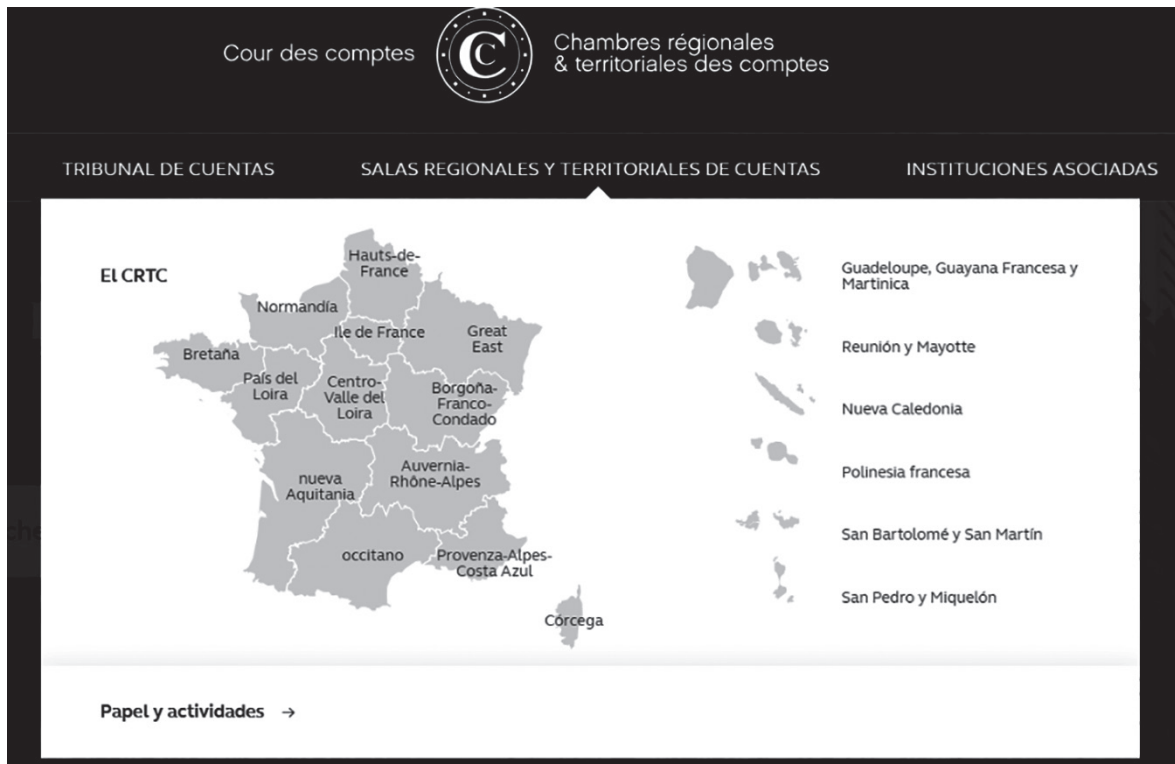 Cour des comptes
CC
Chambres régionales
& territoriales des comptes
TRIBUNAL DE CUENTAS
SALAS REGIONALES Y TERRITORIALES DE CUENTAS
INSTITUCIONES ASOCIADAS
El CRTC
Hauts-de-
France
Normandía
Ile de France
Great
East
Bretaña
País del
Loira
Centro-
Valle del
Loira
Borgoña-
Franco-
Condado
nueva
Aquitania
Auvernia-
Rhône-Alpes
occitano
Provenza-Alpes-
Costa Azul
Córcega
Guadeloupe, Guayana Francesa y
Martinica
Reunión y Mayotte
Nueva Caledonia
Polinesia francesa
San Bartolomé y San Martín
San Pedro y Miquelón
Papel y actividades →